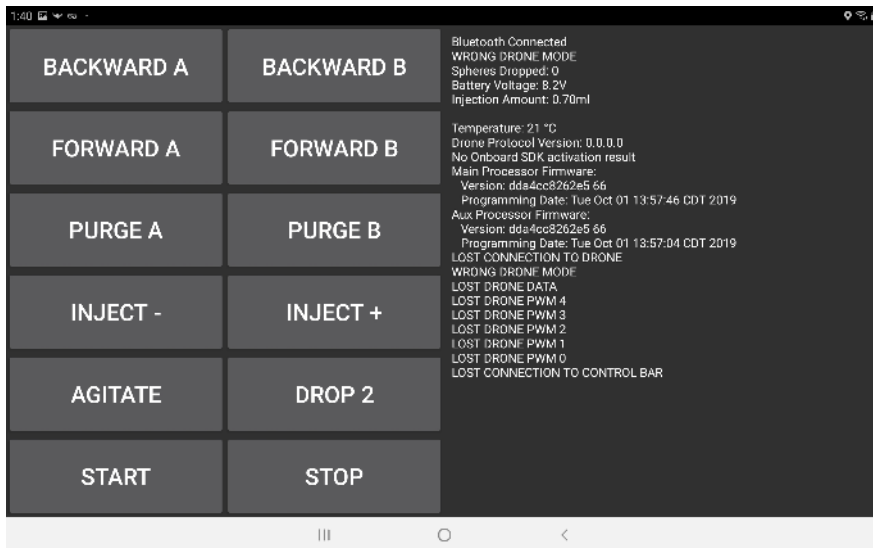 1:40
BACKWARD A
BACKWARD B
FORWARD A
FORWARD B
PURGE A
PURGE B
INJECT -
INJECT +
AGITATE
DROP 2
START
STOP
Bluetooth Connected
WRONG DRONE MODE
Spheres Dropped: 0
Battery Voltage: 8.2V
Injection Amount: 0.70ml
Temperature: 21 °C
Drone Protocol Version: 0.0.0.0
No Onboard SDK activation result
Main Processor Firmware:
Version: dda4cc8262e5 66
Programming Date: Tue Oct 01 13:57:46 CDT 2019
Aux Processor Firmware:
Version: dda4cc8262e5 66
Programming Date: Tue Oct 01 13:57:04 CDT 2019
LOST CONNECTION TO DRONE
WRONG DRONE MODE
LOST DRONE DATA
LOST DRONE PWM 4
LOST DRONE PWM 3
LOST DRONE PWM 2
LOST DRONE PWM 1
LOST DRONE PWM 0
LOST CONNECTION TO CONTROL BAR